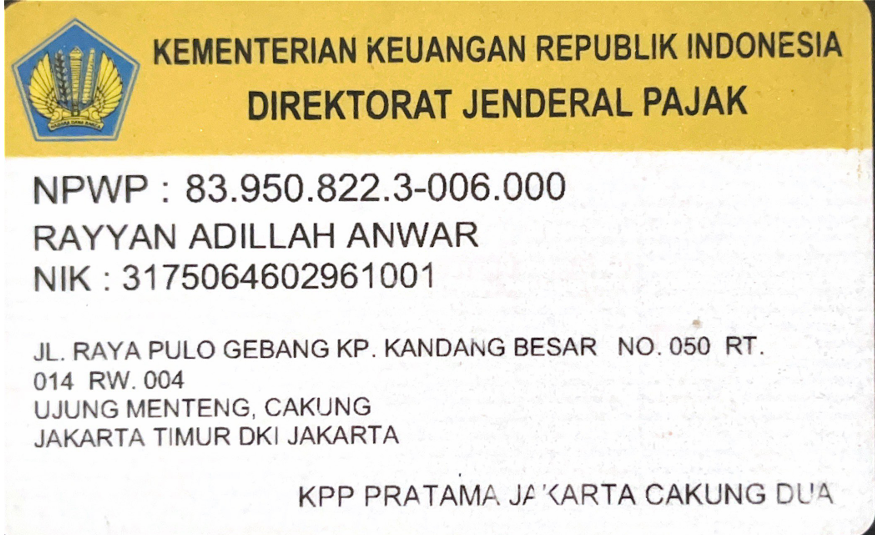 KEMENTERIAN KEUANGAN REPUBLIK INDONESIA
DIREKTORAT JENDERAL PAJAK
NPWP : 83.950.822.3-006.000
RAYYAN ADILLAH ANWAR
NIK : 3175064602961001
JL. RAYA PULO GEBANG KP. KANDANG BESAR NO. 050 RT.
014 RW. 004
UJUNG MENTENG, CAKUNG
JAKARTA TIMUR DKI JAKARTA
KPP PRATAMA JAKARTA CAKUNG DUA